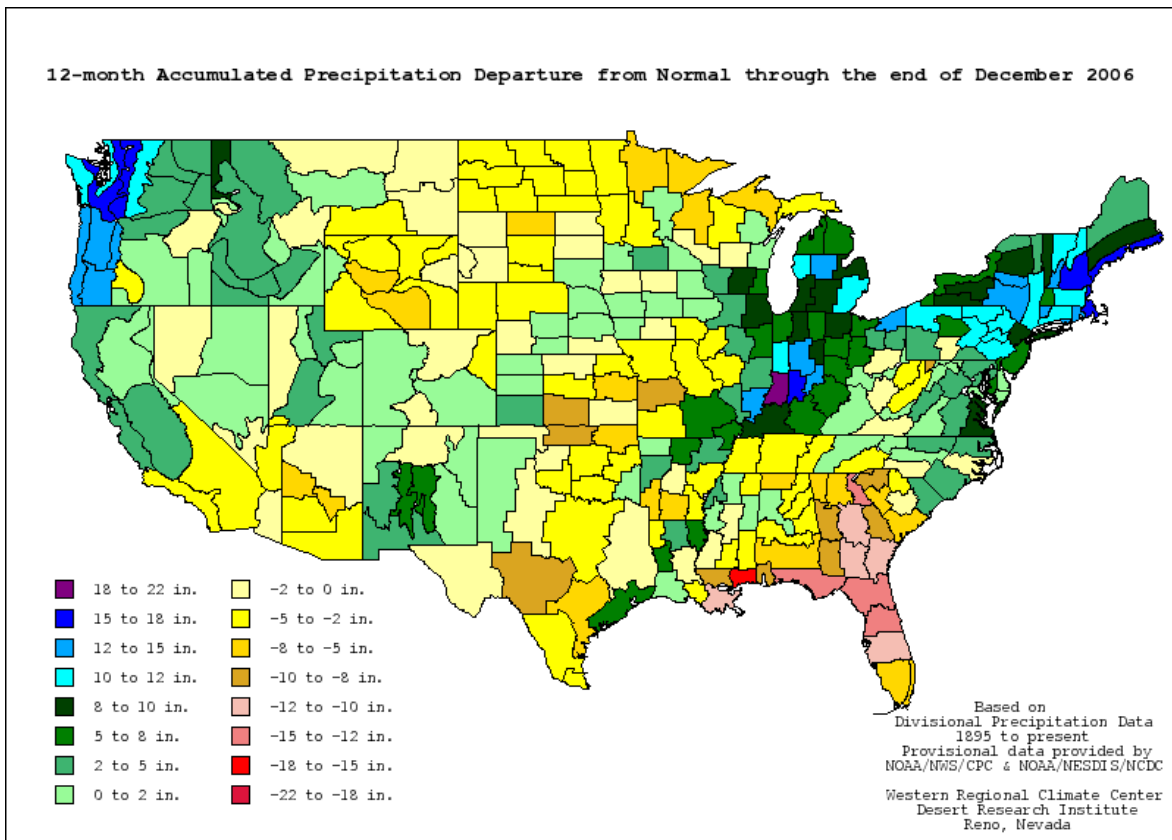 12-month Accumulated Precipitation Departure from Normal through the end of December 2006
18 to 22 in.
15 to 18 in.
12 to 15 in.
10 to 12 in.
8 to 10 in.
5 to 8 in.
2 to 5 in.
0 to 2 in.
-2 to 0 in.
-5 to -2 in.
-8 to -5 in.
-10 to -8 in.
-12 to -10 in.
-15 to -12 in.
-18 to -15 in.
-22 to -18 in.
Based on
Divisional Precipitation Data
1895 to present
Provisional data provided by
NOAA/NWS/CPC & NOAA/NESDIS/NCDC
Western Regional Climate Center
Desert Research Institute
Reno, Nevada